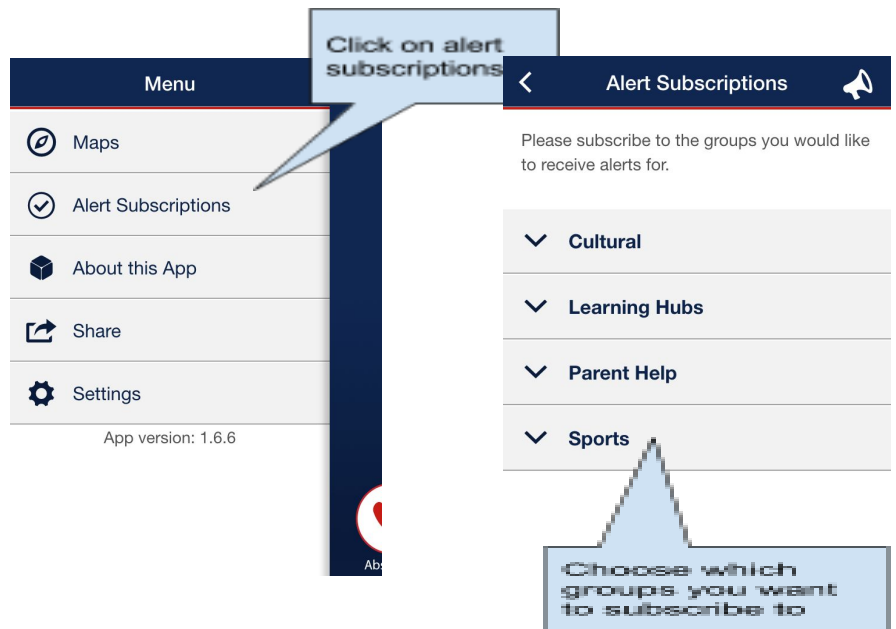 Click on alert
subscriptions
Menu
Maps
Alert Subscriptions
About this App
Share
Settings
App version: 1.6.6
Abs
Alert Subscriptions
Please subscribe to the groups you would like
to receive alerts for.
Cultural
Learning Hubs
Parent Help
Sports
Choose which
groups you want
to subscribe to